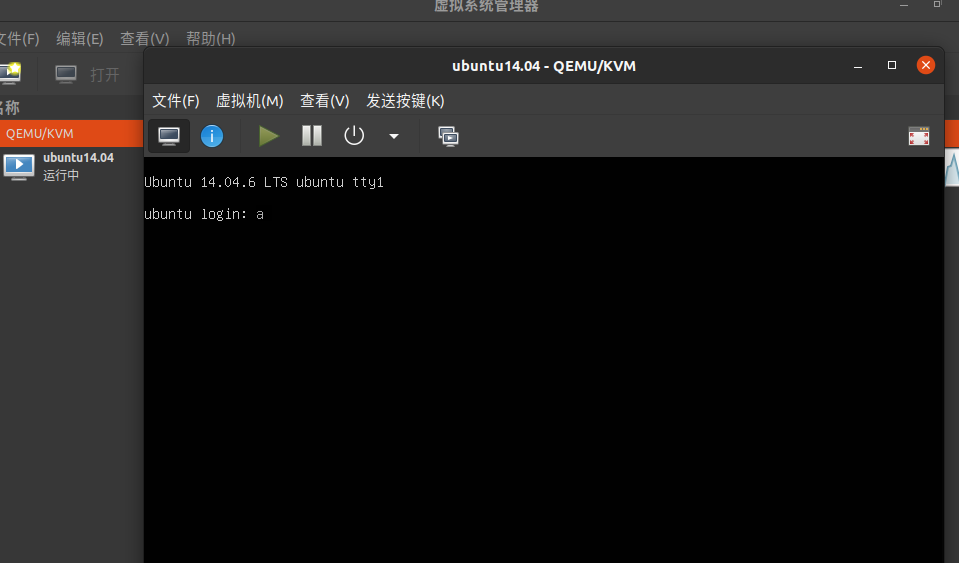 虚拟系统管理器
文件(F) 编辑(E) 查看(V) 帮助(H)
打开
名称
QEMU/KVM
ubuntu14.04
运行中
ubuntu14.04 - QEMU/KVM
文件(F) 虚拟机(M) 查看(V) 发送按键(K)
Ubuntu 14.04.6 LTS ubuntu tty1
ubuntu login: a